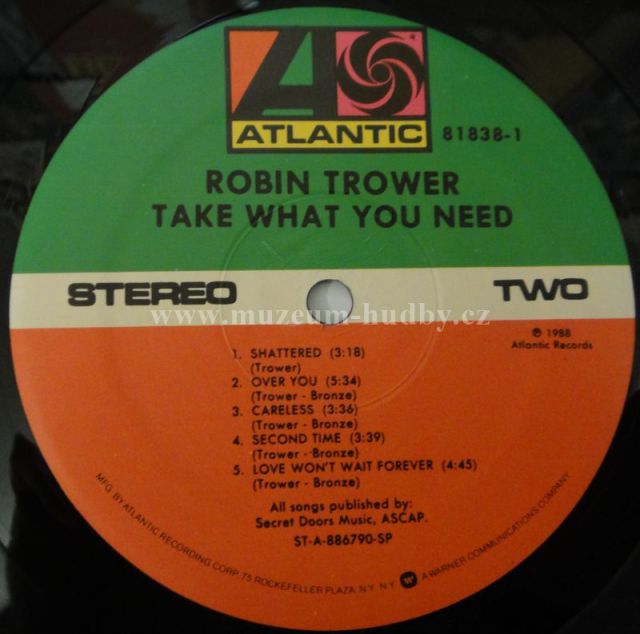 ATLANTIC
81838-1
ROBIN TROWER
TAKE WHAT YOU NEED
STEREO
TWO
www.muzeum-hudby.cz
℗ 1988
Atlantic Records
1. SHATTERED (3:18)
(Trower)
2. OVER YOU (5:34)
(Trower - Bronze)
3. CARELESS (3:36)
(Trower - Bronze)
4. SECOND TIME (3:39)
(Trower - Bronze)
5. LOVE WON'T WAIT FOREVER (4:45)
(Trower - Bronze)
All songs published by:
Secret Doors Music, ASCAP.
ST-A-886790-SP
MFG. BY ATLANTIC RECORDING CORP. 75 ROCKEFELLER PLAZA, N.Y. N.Y. A WARNER COMMUNICATIONS COMPANY